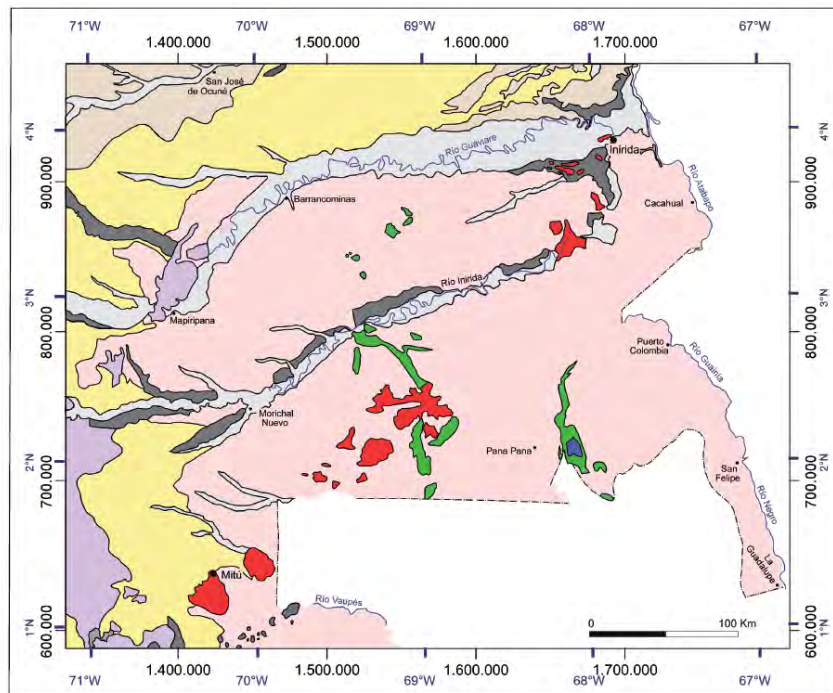 71°W 70°W 69°W 68°W 67°W
1.400.000 1.500.000 1.600.000 1.700.000
San José
de Ocuné
4°N
4°N
Río Guaviare
Inírida
900.000
900.000
Río Atabapo
Barrancominas
Cacahual
Río Inírida
3°N
3°N
Mapiripana
800.000
800.000
Puerto
Colombia
Río Guainía
Morichal
Nuevo
Pana Pana
2°N
2°N
San
Felipe
700.000
700.000
Río Negro
La
Guadalupe
Mitú
Río Vaupés
0 100 Km
1°N
1°N
600.000
600.000
1.400.000 1.500.000 1.600.000 1.700.000
71°W 70°W 69°W 68°W 67°W